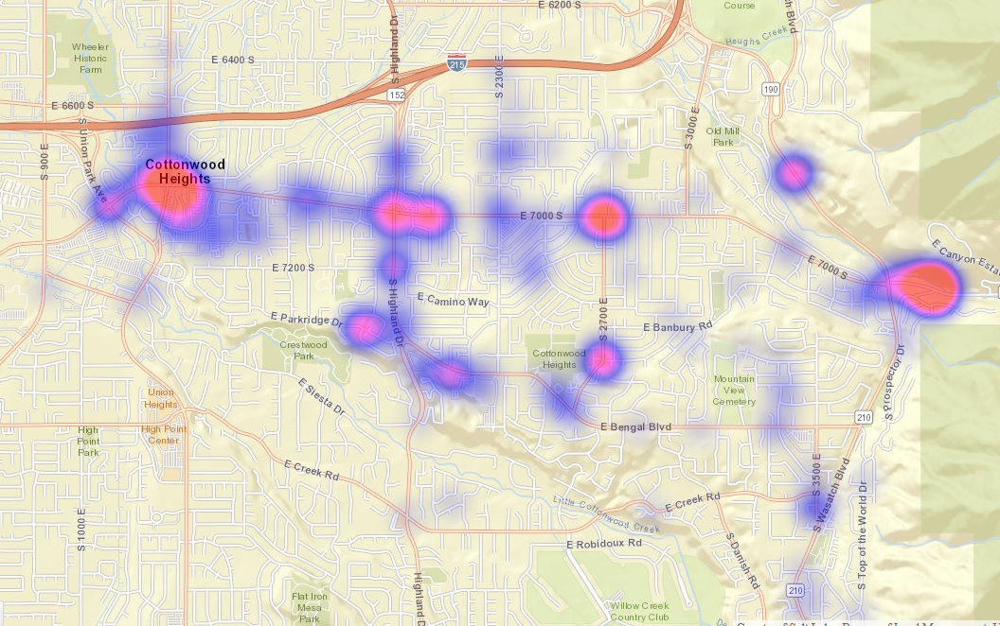 E 6200 S
Course
Heughs Creek
Wheeler
Historic
Farm
E 6400 S
215
S Highland Dr
S 2300 E
152
190
E 6600 S
S Union Park Ave
S 900 E
S 3000 E
Old Mill
Park
Cottonwood
Heights
E 7000 S
E 7200 S
E 7000 S
E Canyon Esta
S Highland Dr
E Camino Way
S 2700 E
E Parkridge Dr
E Banbury Rd
Crestwood
Park
Cottonwood
Heights
Mountain
View
Cemetery
S Prospector Dr
Union
Heights
E Siesta Dr
High
Point
Park
High Point
Center
E Bengal Blvd
210
E Creek Rd
S 3500 E
S Wasatch Blvd
S Top of the World Dr
Little Cottonwood Creek
E Creek Rd
S 1000 E
E Robidoux Rd
S Danish Rd
Highland D
210
Flat Iron
Mesa
Park
Willow Creek
Country Club